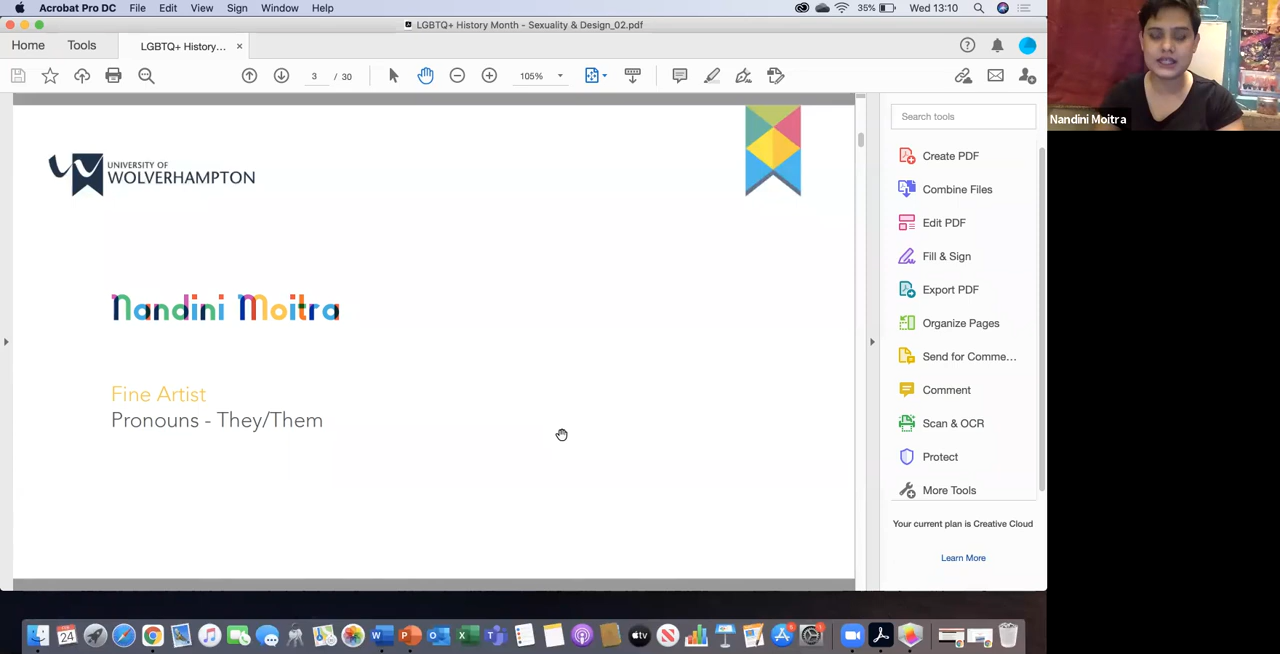 Acrobat Pro DC File Edit View Sign Window Help 35% Wed 13:10
LGBTQ+ History Month - Sexuality & Design_02.pdf
Home Tools LGBTQ+ History... ×
3 / 30 105%
UNIVERSITY OF
WOLVERHAMPTON
Nandini Moitra
Fine Artist
Pronouns - They/Them
Search tools
Create PDF
Combine Files
Edit PDF
Fill & Sign
Export PDF
Organize Pages
Send for Comme...
Comment
Scan & OCR
Protect
More Tools
Your current plan is Creative Cloud
Learn More
Nandini Moitra
24
tv